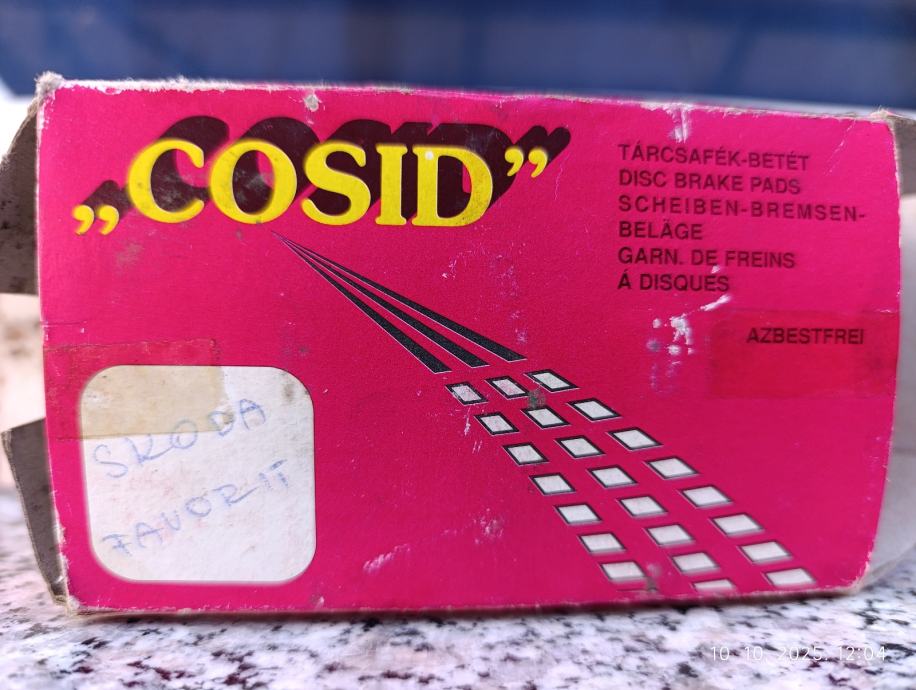 „COSID”
TÁRCSAFÉK-BETÉT
DISC BRAKE PADS
SCHEIBEN-BREMSEN-
BELÄGE
GARN. DE FREINS
Á DISQUES
AZBESTFREI
SKODA
FAVORIT
10. 10. 2025. 12:04